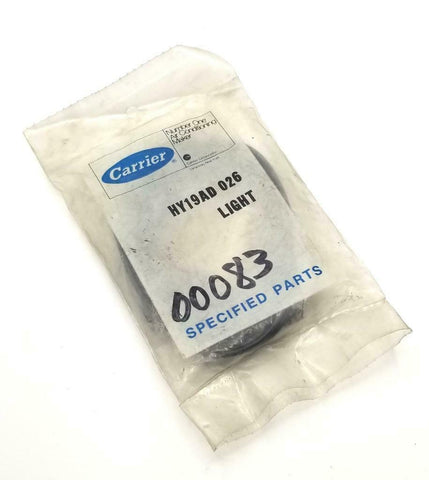 Carrier
Number One
Air Conditioning
Maker
HY19AD 026
LIGHT
00083
SPECIFIED PARTS